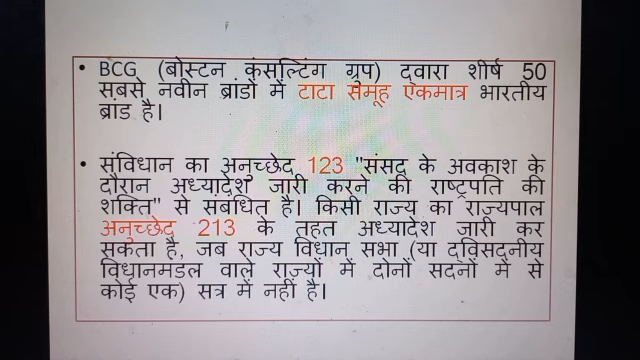 • BCG (बोस्टन कंसल्टिंग ग्रुप) द्वारा शीर्ष 50
सबसे नवीन ब्रांडों में टाटा समूह एकमात्र भारतीय
ब्रांड है।
• संविधान का अनुच्छेद 123 "संसद के अवकाश के
दौरान अध्यादेश जारी करने की राष्ट्रपति की
शक्ति" से संबंधित है। किसी राज्य का राज्यपाल
अनुच्छेद 213 के तहत अध्यादेश जारी कर
सकता है, जब राज्य विधान सभा (या द्विसदनीय
विधानमंडल वाले राज्यों में दोनों सदनों में से
कोई एक) सत्र में नहीं है।